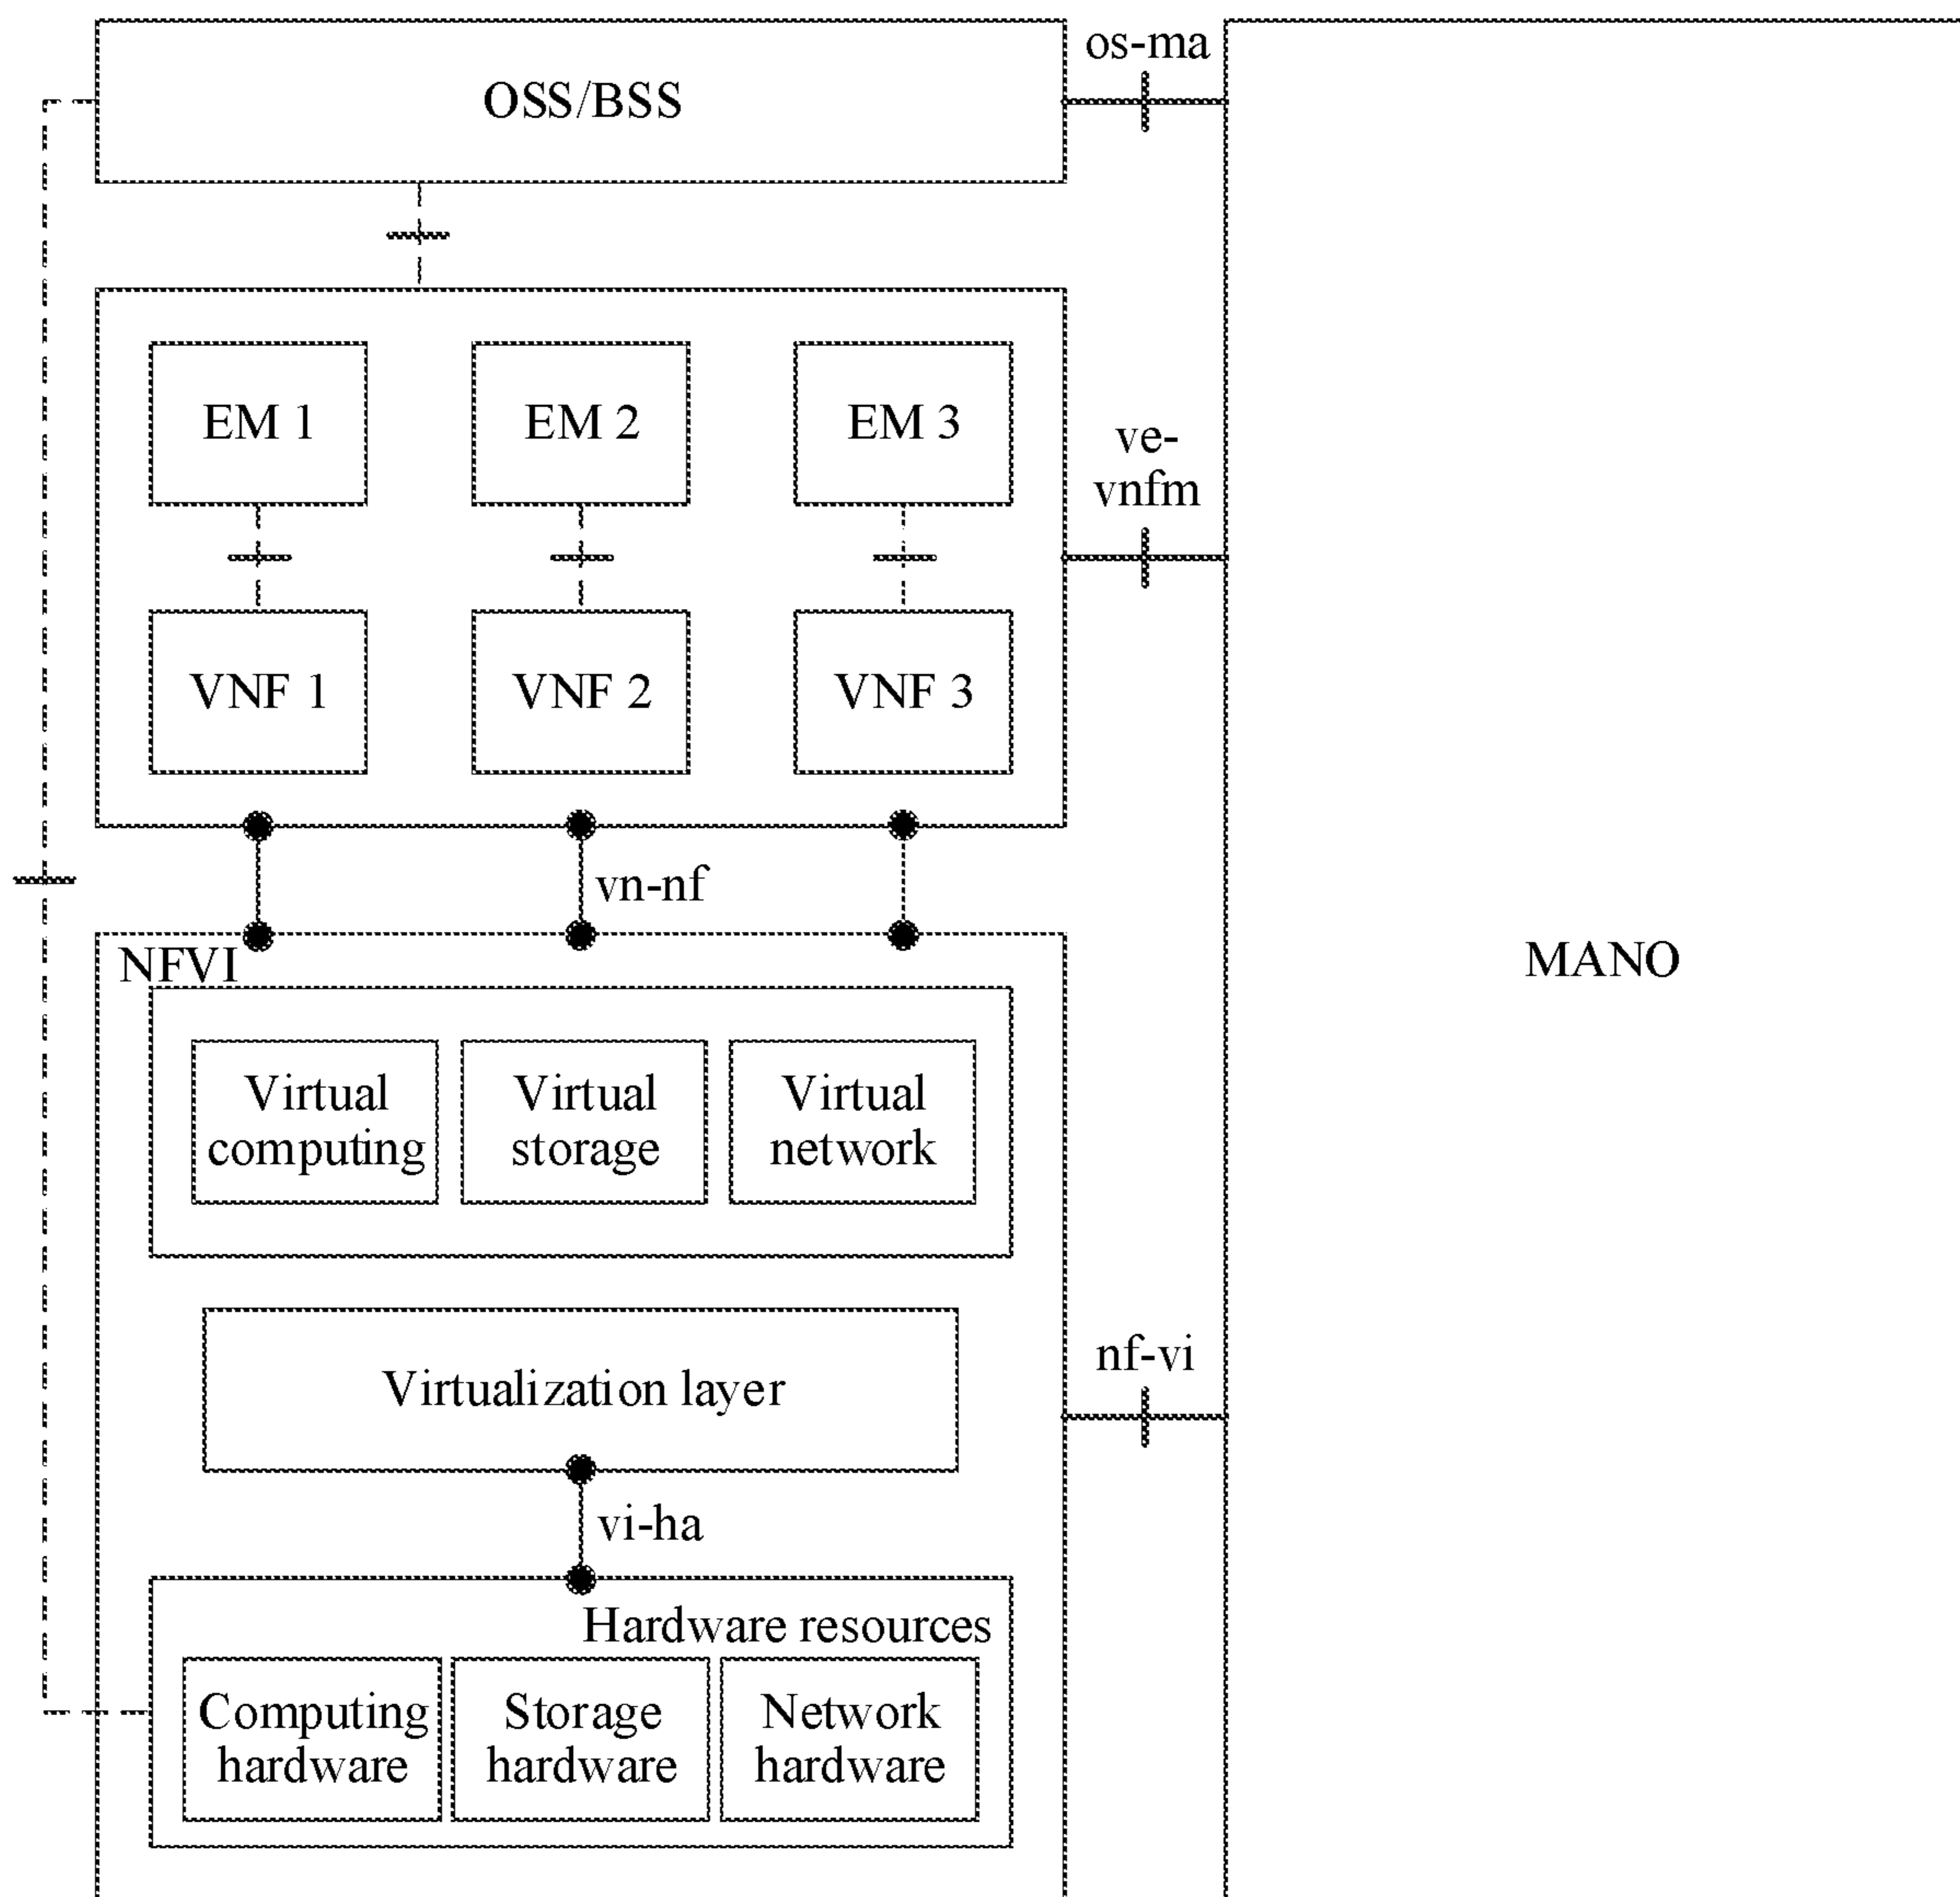 os-ma
OSS/BSS
EM 1
EM 2
EM 3
ve-
vnfm
VNF 1
VNF 2
VNF 3
vn-nf
NFVI
MANO
Virtual
computing
Virtual
storage
Virtual
network
nf-vi
Virtualization layer
vi-ha
Hardware resources
Computing
hardware
Storage
hardware
Network
hardware